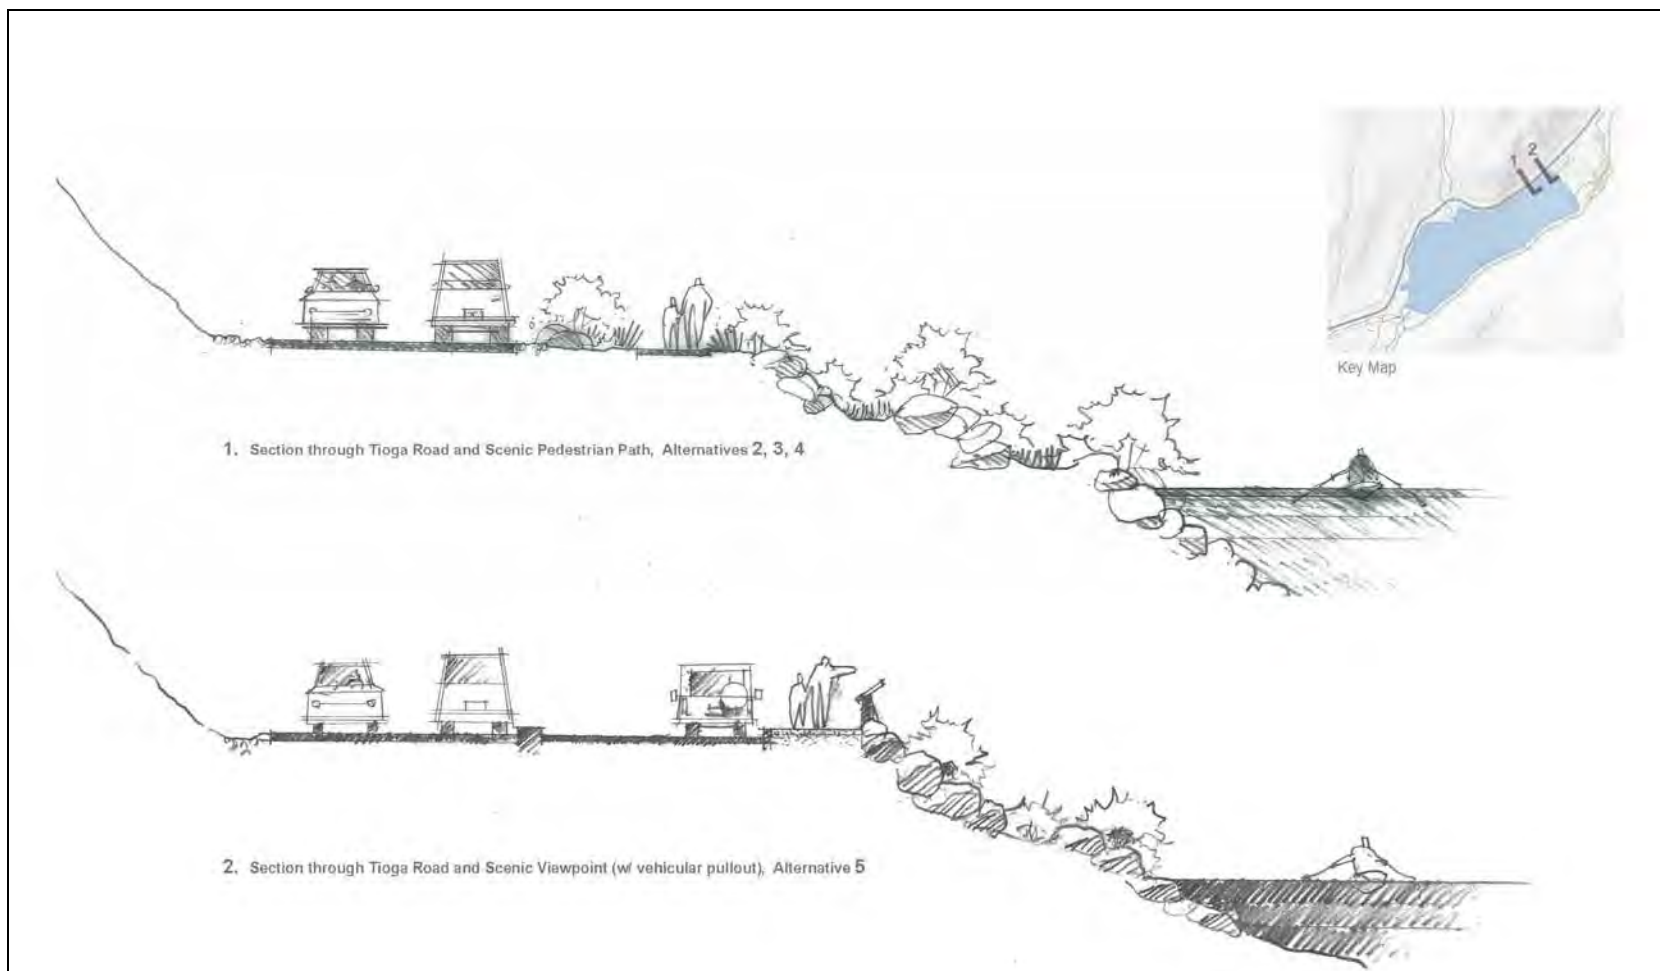 1 2
Key Map
1. Section through Tioga Road and Scenic Pedestrian Path, Alternatives 2, 3, 4
2. Section through Tioga Road and Scenic Viewpoint (w/ vehicular pullout), Alternative 5